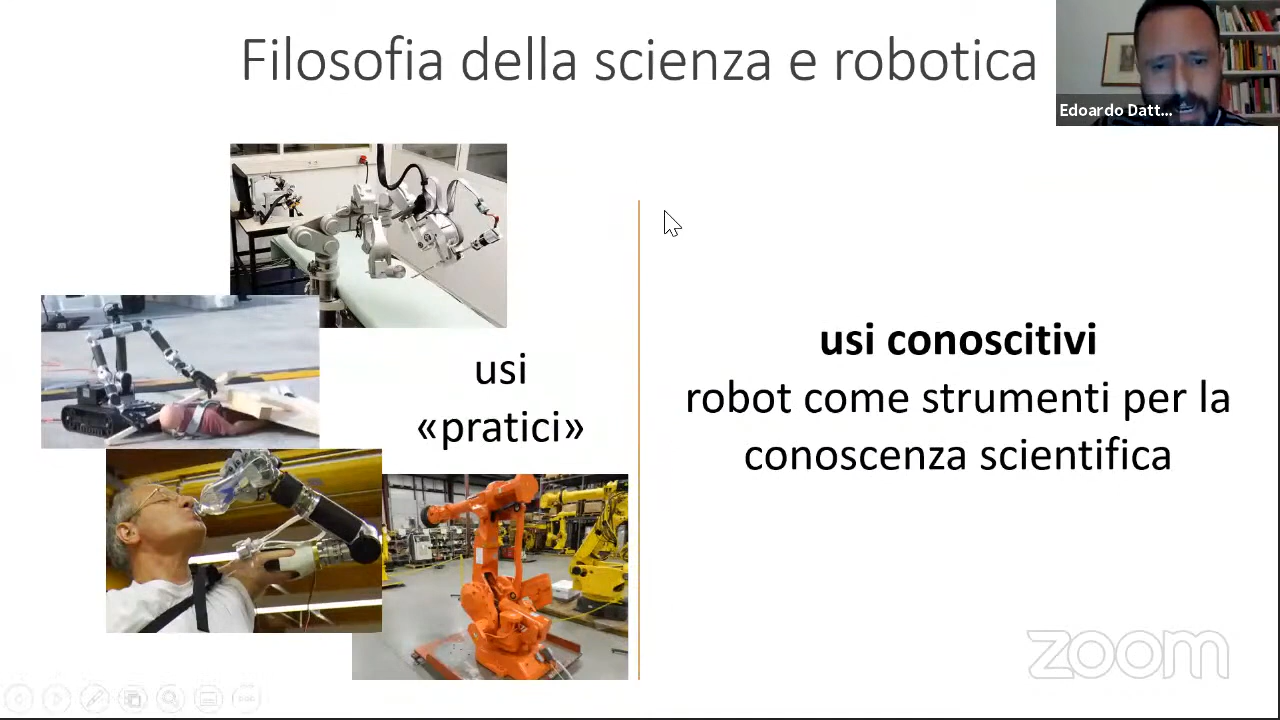 Filosofia della scienza e robotica
Edoardo Datt...
usi
«pratici»
usi conoscitivi
robot come strumenti per la
conoscenza scientifica
zoom